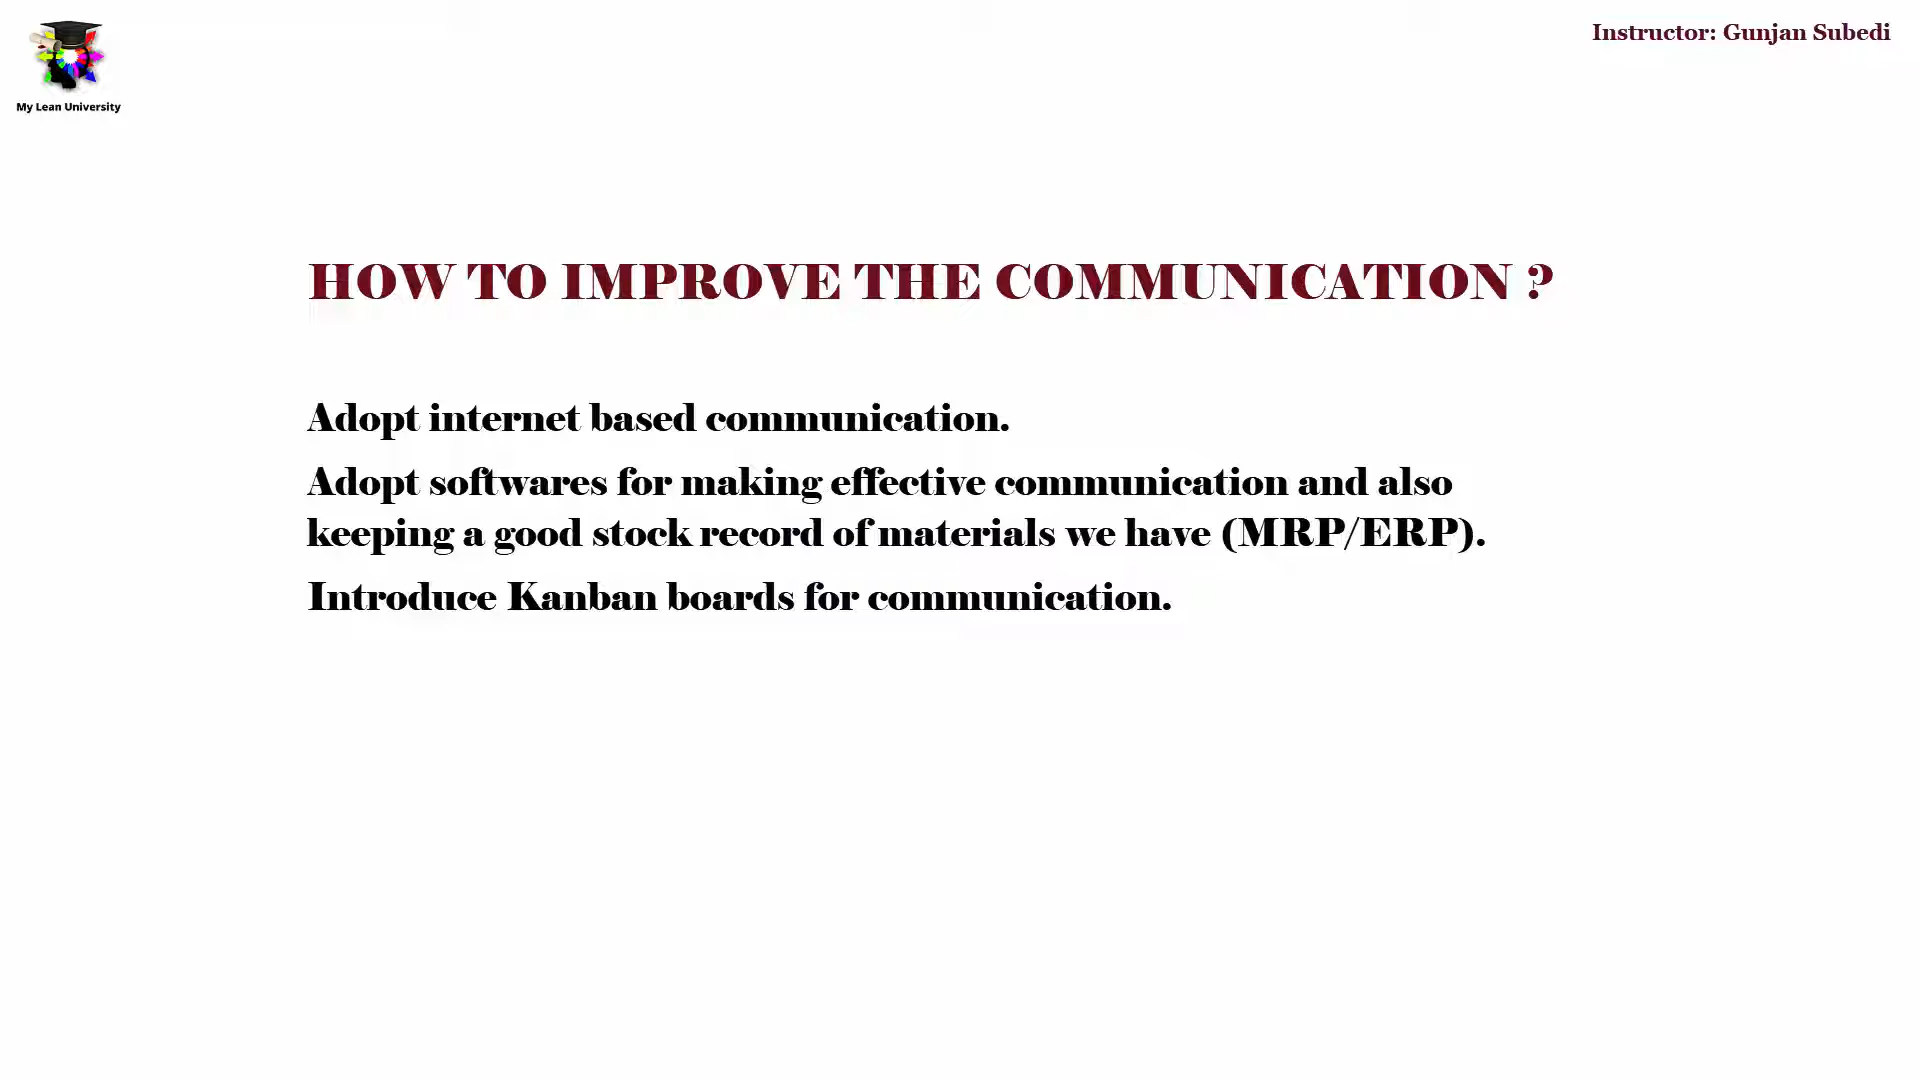 Instructor: Gunjan Subedi
My Lean University
HOW TO IMPROVE THE COMMUNICATION ?
Adopt internet based communication.
Adopt softwares for making effective communication and also
keeping a good stock record of materials we have (MRP/ERP).
Introduce Kanban boards for communication.